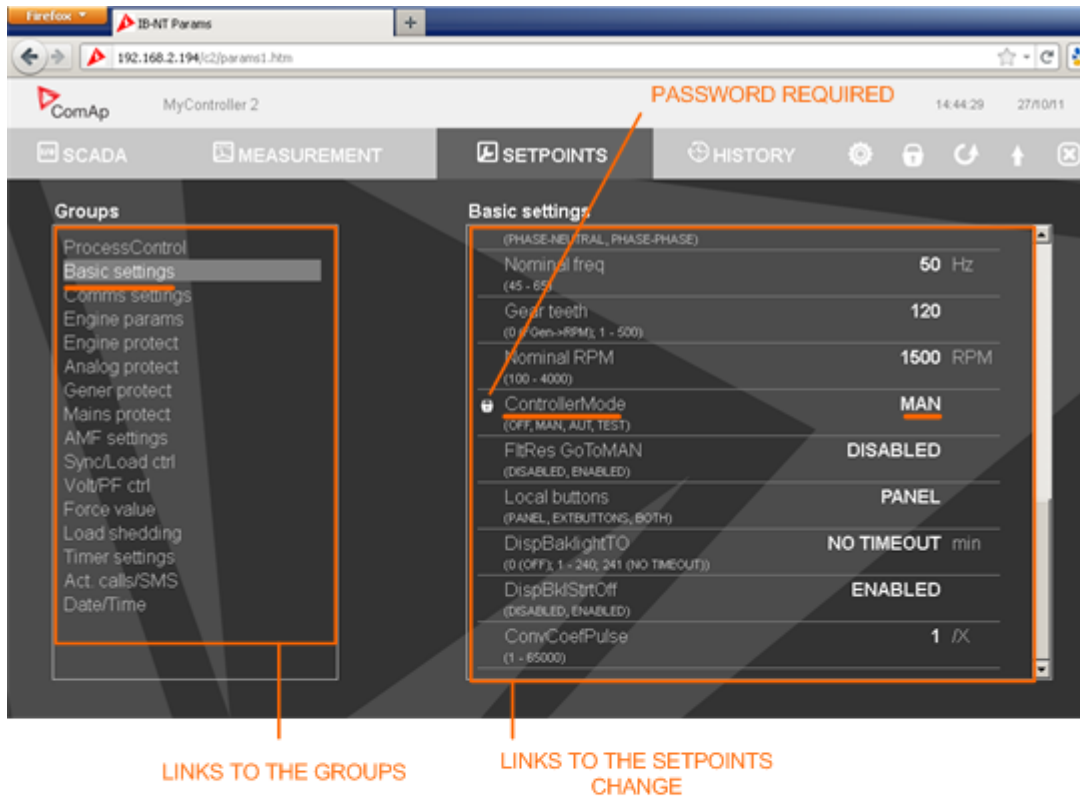 Firefox
IB-NT Params
+
192.168.2.194/c2/params1.htm
ComAp
MyController 2
PASSWORD REQUIRED
14:44:29
27/10/11
SCADA
MEASUREMENT
SETPOINTS
HISTORY
Groups
ProcessControl
Basic settings
Comms settings
Engine params
Engine protect
Analog protect
Gener protect
Mains protect
AMF settings
Sync/Load ctrl
Volt/PF ctrl
Force value
Load shedding
Timer settings
Act. calls/SMS
Date/Time
Basic settings
(PHASE-NEUTRAL, PHASE-PHASE)
Nominal freq 50 Hz
(45 - 65)
Gear teeth 120
(0 (FGen->RPM); 1 - 500)
Nominal RPM 1500 RPM
(100 - 4000)
ControllerMode MAN
(OFF, MAN, AUT, TEST)
FltRes GoToMAN DISABLED
(DISABLED, ENABLED)
Local buttons PANEL
(PANEL, EXTBUTTONS, BOTH)
DispBaklightTO NO TIMEOUT min
(0 (OFF); 1 - 240; 241 (NO TIMEOUT))
DispBklStrtOff ENABLED
(DISABLED, ENABLED)
ConvCoefPulse 1 /X
(1 - 65000)
LINKS TO THE GROUPS
LINKS TO THE SETPOINTS
CHANGE